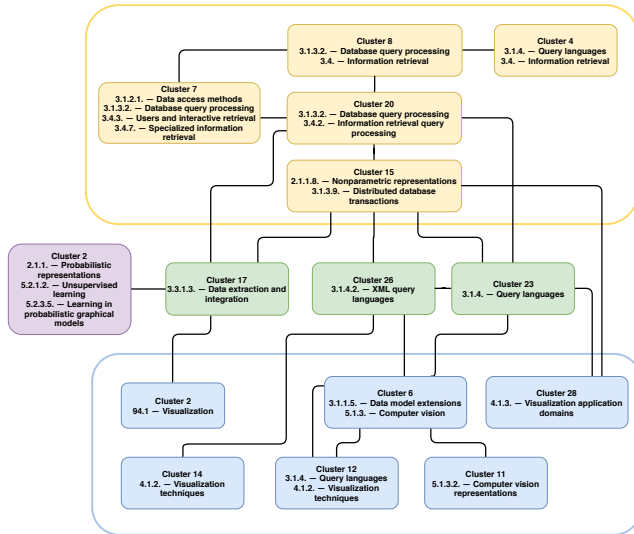 Cluster 8
3.1.3.2. — Database query processing
3.4. — Information retrieval
Cluster 4
3.1.4. — Query languages
3.4. — Information retrieval
Cluster 7
3.1.2.1. — Data access methods
3.1.3.2. — Database query processing
3.4.3. — Users and interactive retrieval
3.4.7. — Specialized information
retrieval
Cluster 20
3.1.3.2. — Database query processing
3.4.2. — Information retrieval query
processing
Cluster 15
2.1.1.8. — Nonparametric representations
3.1.3.9. — Distributed database
transactions
Cluster 2
2.1.1. — Probabilistic
representations
5.2.1.2. — Unsupervised
learning
5.2.3.5. — Learning in
probabilistic graphical
models
Cluster 17
3.3.1.3. — Data extraction and
integration
Cluster 26
3.1.4.2. — XML query
languages
Cluster 23
3.1.4. — Query languages
Cluster 2
94.1 — Visualization
Cluster 6
3.1.1.5. — Data model extensions
5.1.3. — Computer vision
Cluster 28
4.1.3. — Visualization application
domains
Cluster 14
4.1.2. — Visualization
techniques
Cluster 12
3.1.4. — Query languages
4.1.2. — Visualization
techniques
Cluster 11
5.1.3.2. — Computer vision
representations